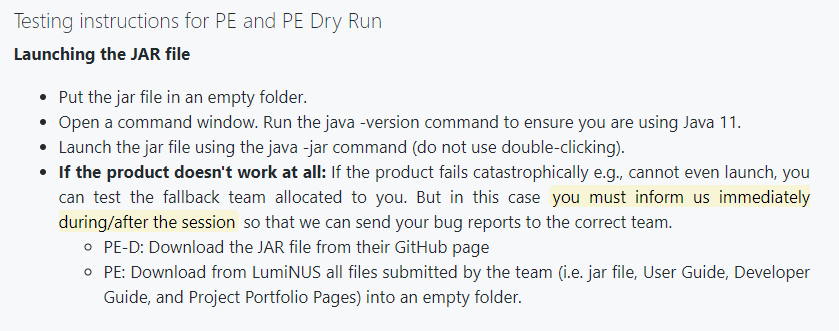 Testing instructions for PE and PE Dry Run
Launching the JAR file
• Put the jar file in an empty folder.
• Open a command window. Run the java -version command to ensure you are using Java 11.
• Launch the jar file using the java -jar command (do not use double-clicking).
• If the product doesn't work at all: If the product fails catastrophically e.g., cannot even launch, you
can test the fallback team allocated to you. But in this case you must inform us immediately
during/after the session so that we can send your bug reports to the correct team.
○ PE-D: Download the JAR file from their GitHub page
○ PE: Download from LumiNUS all files submitted by the team (i.e. jar file, User Guide, Developer
Guide, and Project Portfolio Pages) into an empty folder.